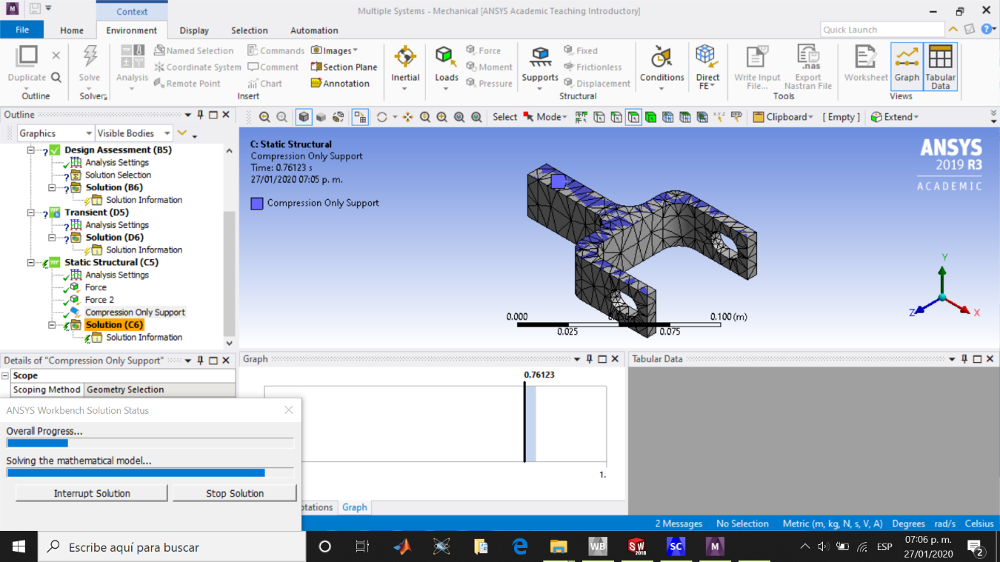 M
Context
Multiple Systems - Mechanical [ANSYS Academic Teaching Introductory]
File Home Environment Display Selection Automation
Quick Launch
Duplicate
Outline
Solve
Solver
Analysis
Named Selection
Coordinate System
Remote Point
Commands
Comment
Chart
Images
Section Plane
Annotation
Insert
Inertial
Loads
Force
Moment
Pressure
Supports
Fixed
Frictionless
Displacement
Structural
Conditions
Direct
FE
Write Input
File...
.nas
Export
Nastran File
Tools
Worksheet
Graph
Tabular
Data
Views
Outline
Graphics Visible Bodies
Select Mode Clipboard [ Empty ] Extend
Design Assessment (B5)
Analysis Settings
Solution Selection
Solution (B6)
Solution Information
Transient (D5)
Analysis Settings
Solution (D6)
Solution Information
Static Structural (C5)
Analysis Settings
Force
Force 2
Compression Only Support
Solution (C6)
Solution Information
C: Static Structural
Compression Only Support
Time: 0.76123 s
27/01/2020 07:05 p. m.
Compression Only Support
ANSYS
2019 R3
ACADEMIC
Y
Z X
0.000 0.100 (m)
0.025 0.075
Details of "Compression Only Support"
Scope
Scoping Method Geometry Selection
ANSYS Workbench Solution Status
Overall Progress...
Solving the mathematical model...
Interrupt Solution Stop Solution
Graph
0.76123
1.
otations Graph
Tabular Data
2 Messages No Selection Metric (m, kg, N, s, V, A) Degrees rad/s Celsius
Escribe aquí para buscar
WB
SW
2018
SC
M
ESP
07:06 p. m.
27/01/2020
2